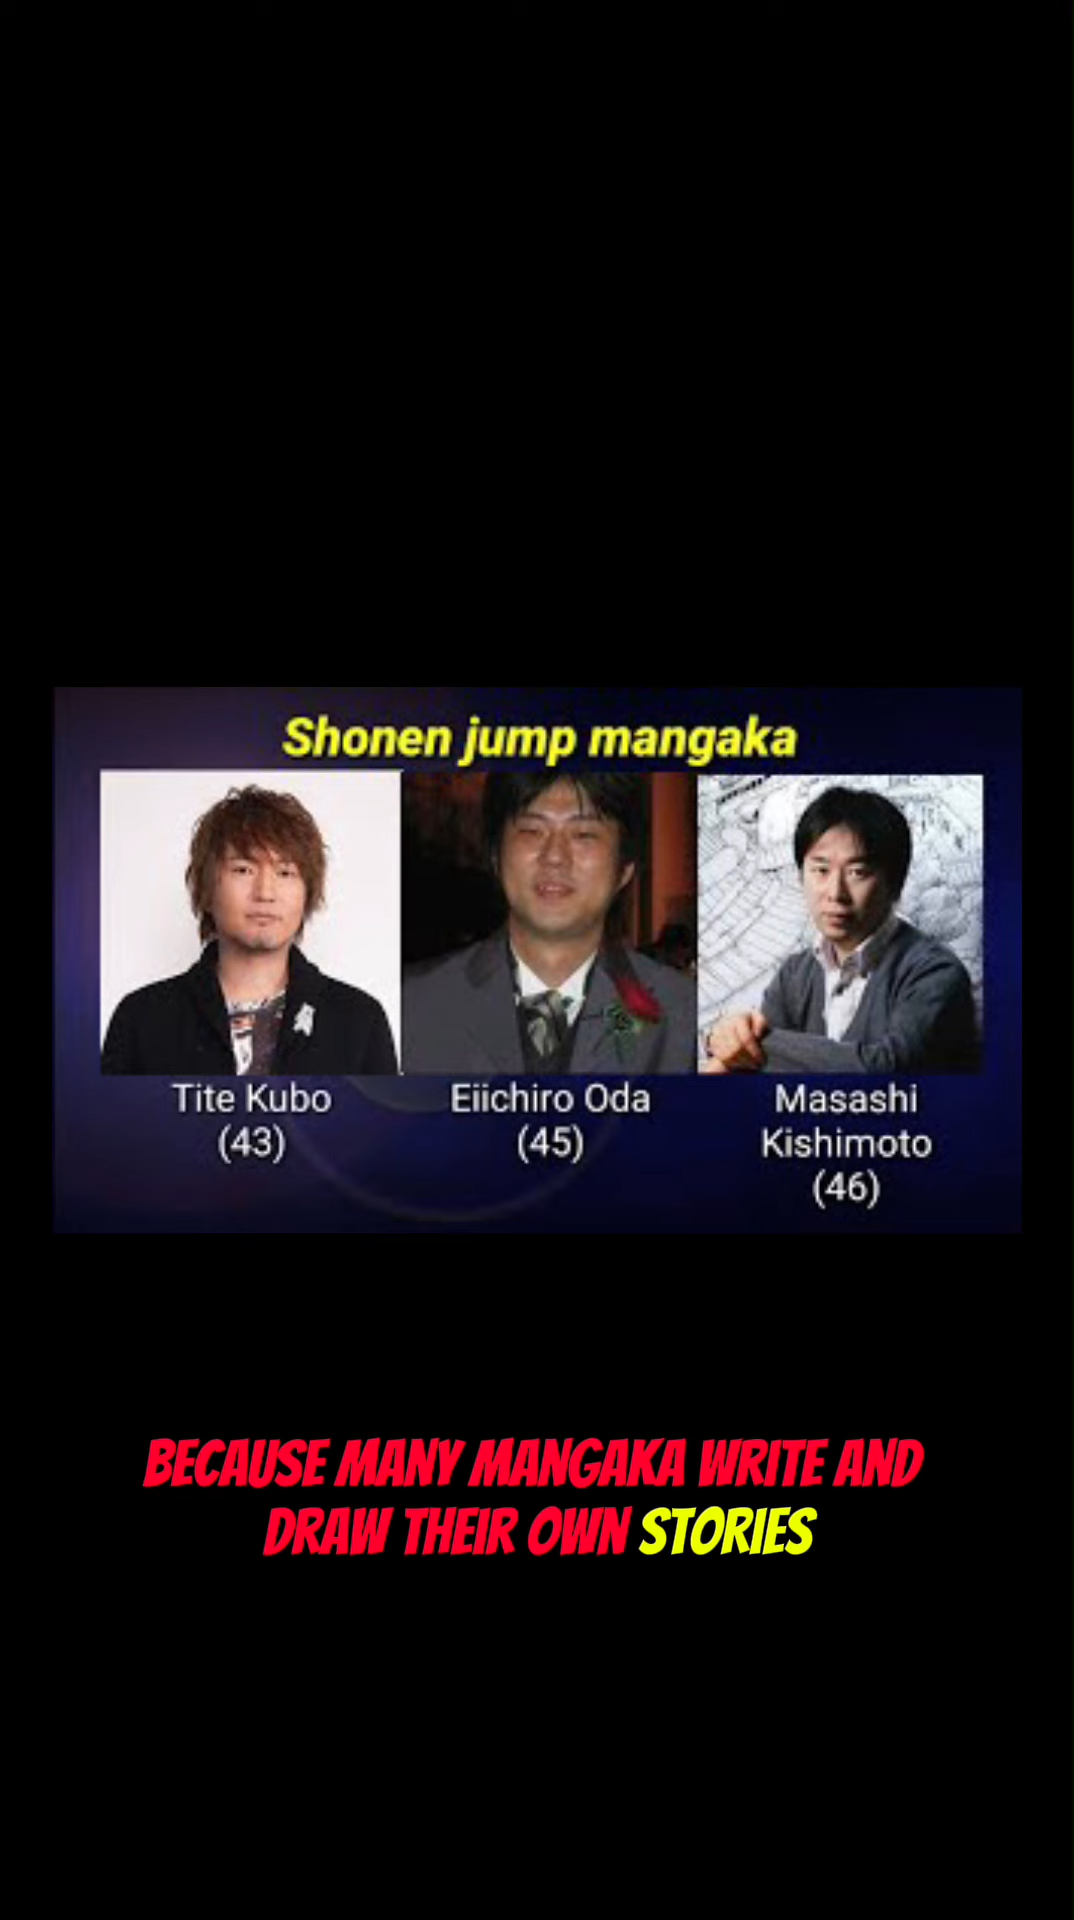 Shonen jump mangaka
Tite Kubo
(43)
Eiichiro Oda
(45)
Masashi
Kishimoto
(46)
BECAUSE MANY MANGAKA WRITE AND
DRAW THEIR OWN STORIES